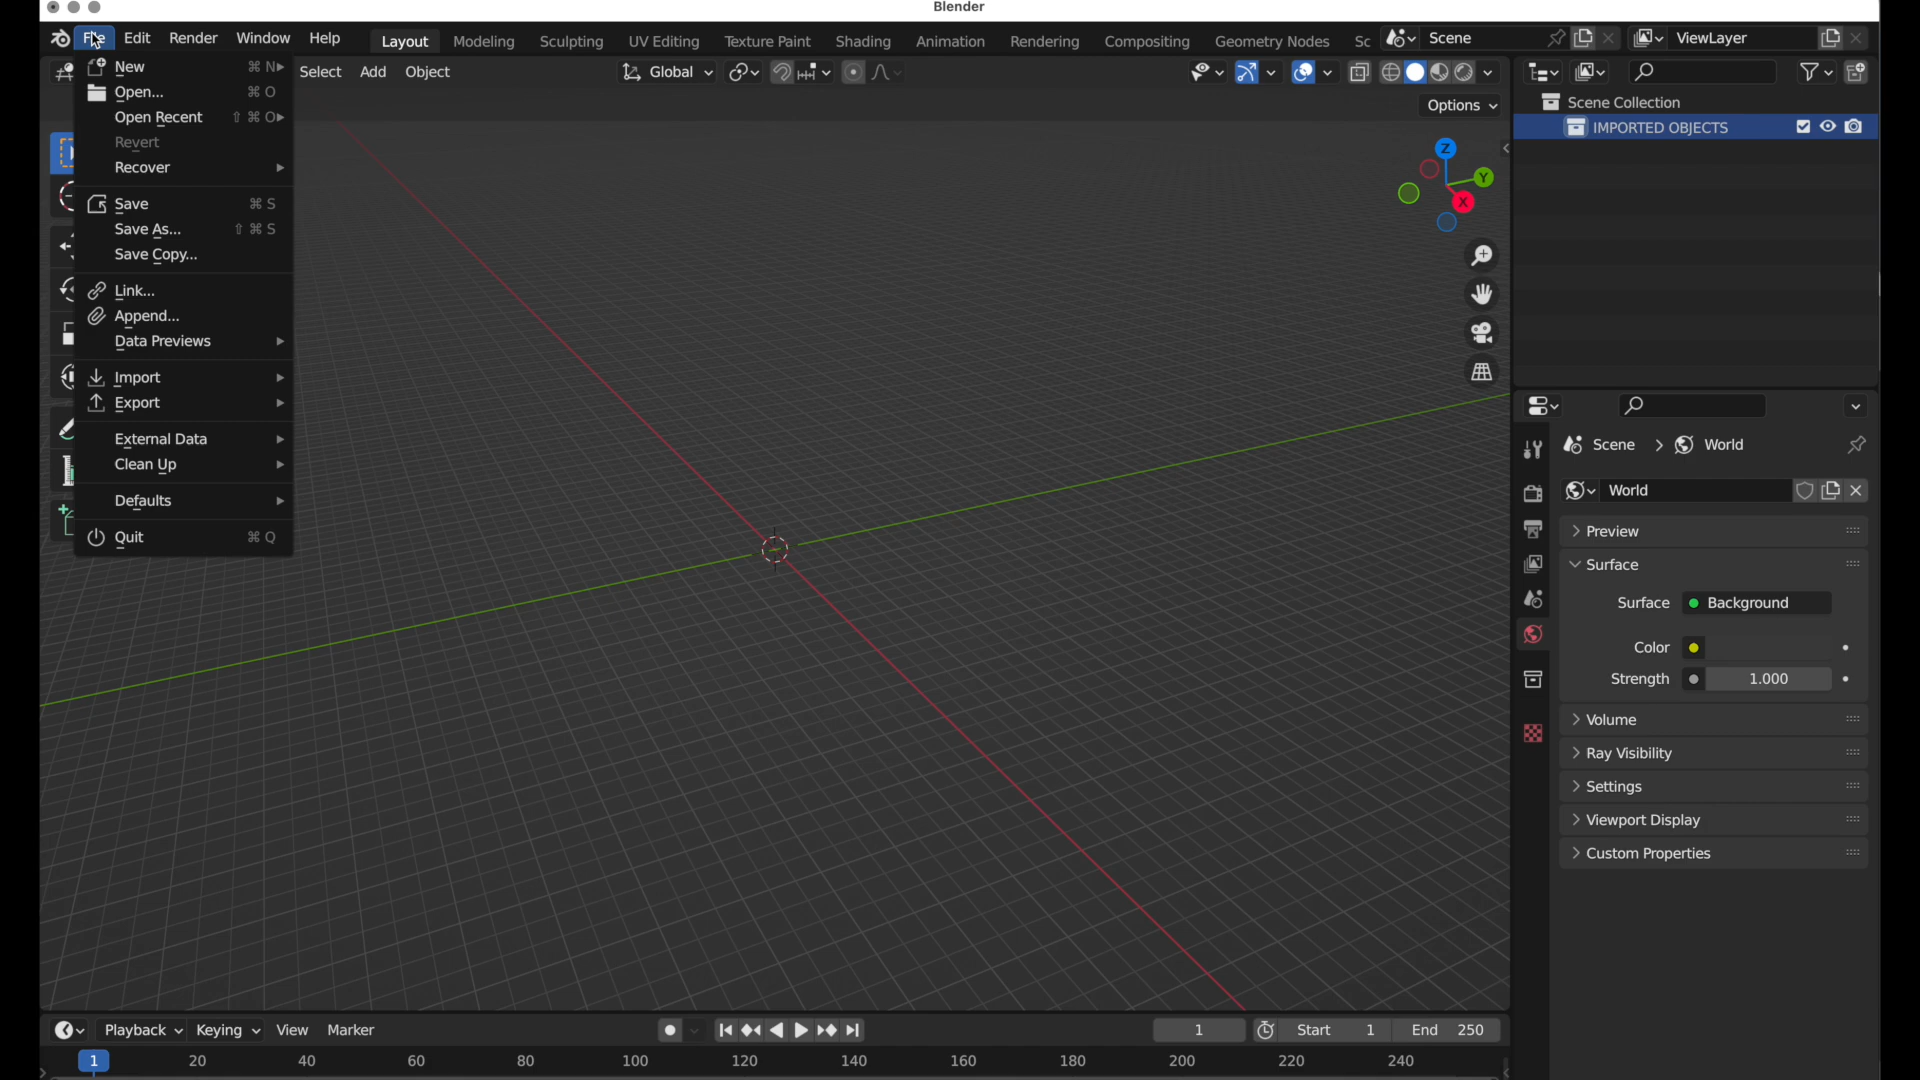 Blender
File Edit Render Window Help Layout Modeling Sculpting UV Editing Texture Paint Shading Animation Rendering Compositing Geometry Nodes Sc Scene ViewLayer
Select Add Object Global
Options
New ⌘ N
Open... ⌘ O
Open Recent ⇧ ⌘ O
Revert
Recover
Save ⌘ S
Save As... ⇧ ⌘ S
Save Copy...
Link...
Append...
Data Previews
Import
Export
External Data
Clean Up
Defaults
Quit ⌘ Q
Z
Y
X
Scene Collection
IMPORTED OBJECTS
Scene > World
World
Preview
Surface
Surface Background
Color
Strength 1.000
Volume
Ray Visibility
Settings
Viewport Display
Custom Properties
Playback Keying View Marker 1 Start 1 End 250
1 20 40 60 80 100 120 140 160 180 200 220 240